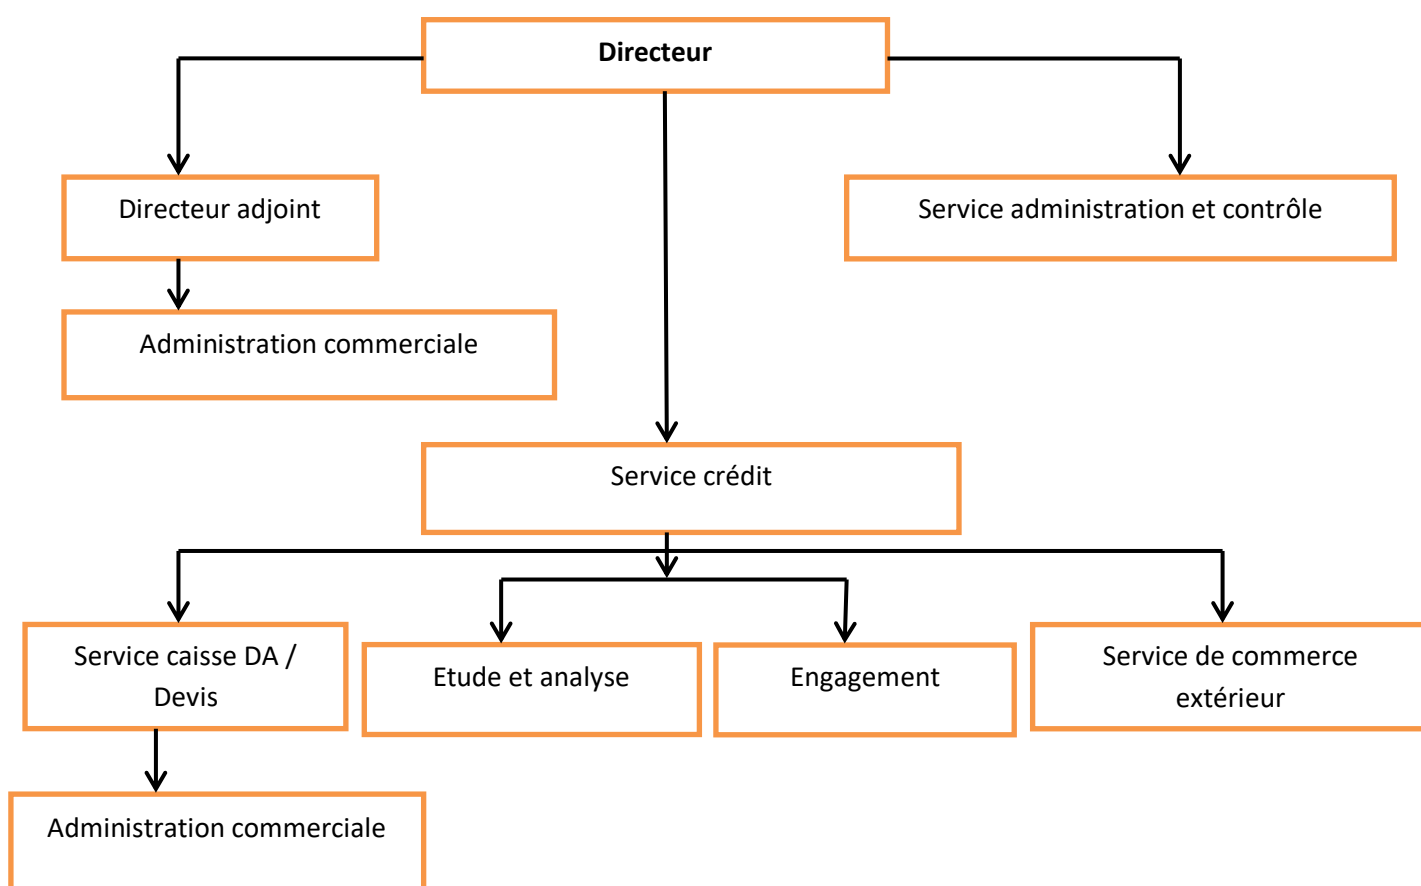 Directeur
Directeur adjoint
Service administration et contrôle
Administration commerciale
Service crédit
Service caisse DA /
Devis
Etude et analyse
Engagement
Service de commerce
extérieur
Administration commerciale